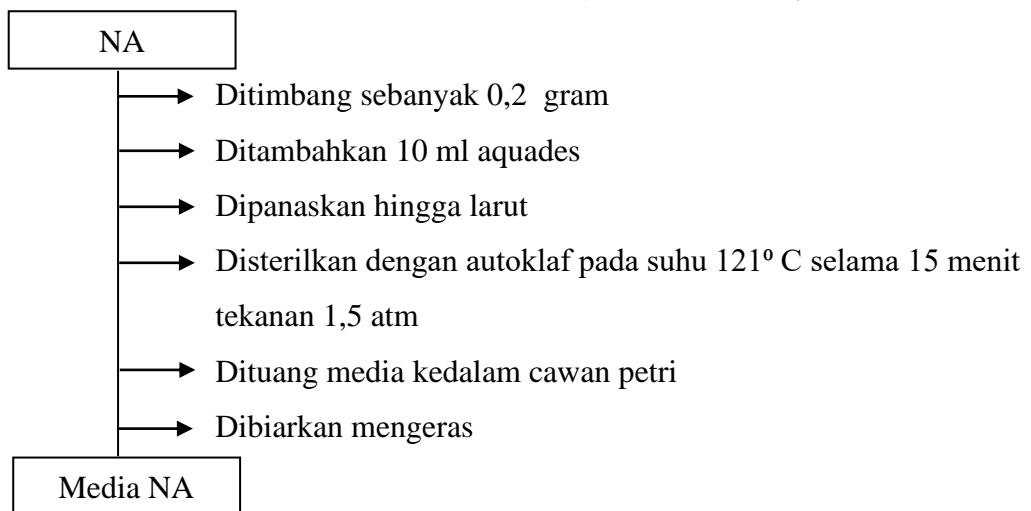 NA
Ditimbang sebanyak 0,2 gram
Ditambahkan 10 ml aquades
Dipanaskan hingga larut
Disterilkan dengan autoklaf pada suhu 121⁰ C selama 15 menit
tekanan 1,5 atm
Dituang media kedalam cawan petri
Dibiarkan mengeras
Media NA